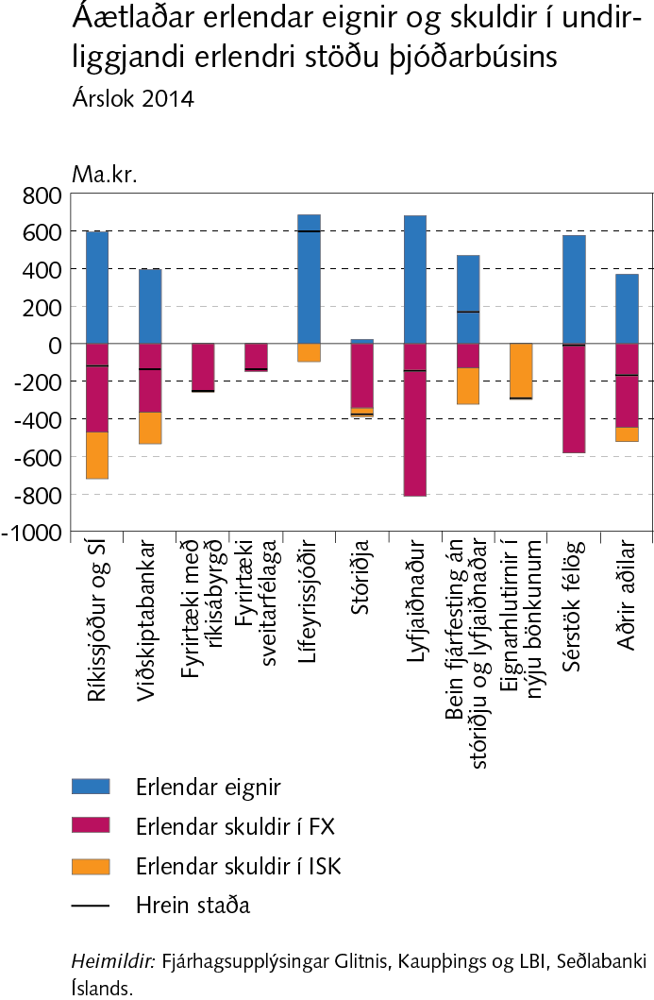 Áætlaðar erlendar eignir og skuldir í undir-
liggjandi erlendri stöðu þjóðarbúsins
Árslok 2014
Ma.kr.
800
600
400
200
0
-200
-400
-600
-800
-1000
Ríkissjóður og SÍ
Viðskiptabankar
Fyrirtæki með
ríkisábyrgð
Fyrirtæki
sveitarfélaga
Lífeyrissjóðir
Stóriðja
Lyfjaiðnaður
Bein fjárfesting án
stóriðju og lyfjaiðnaðar
Eignarhlutirnir í
nýju bönkunum
Sérstök félög
Aðrir aðilar
Erlendar eignir
Erlendar skuldir í FX
Erlendar skuldir í ISK
Hrein staða
Heimildir: Fjárhagsupplýsingar Glitnis, Kaupþings og LBI, Seðlabanki
Íslands.